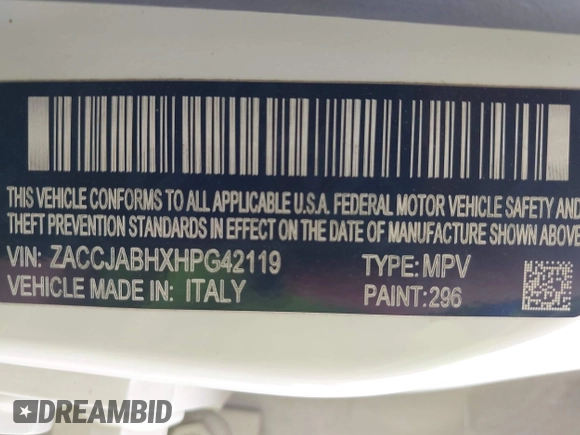 THIS VEHICLE CONFORMS TO ALL APPLICABLE U.S.A. FEDERAL MOTOR VEHICLE SAFETY AND
THEFT PREVENTION STANDARDS IN EFFECT ON THE DATE OF MANUFACTURE SHOWN ABOVE
VIN: ZACCJABHXHPG42119 TYPE: MPV
VEHICLE MADE IN: ITALY PAINT:296
DREAMBID